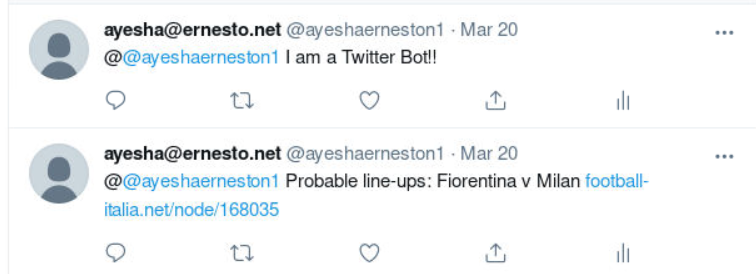 ayesha@ernesto.net @ayeshaerneston1 · Mar 20
@@ayeshaerneston1 I am a Twitter Bot!!
ayesha@ernesto.net @ayeshaerneston1 · Mar 20
@@ayeshaerneston1 Probable line-ups: Fiorentina v Milan football-
italia.net/node/168035